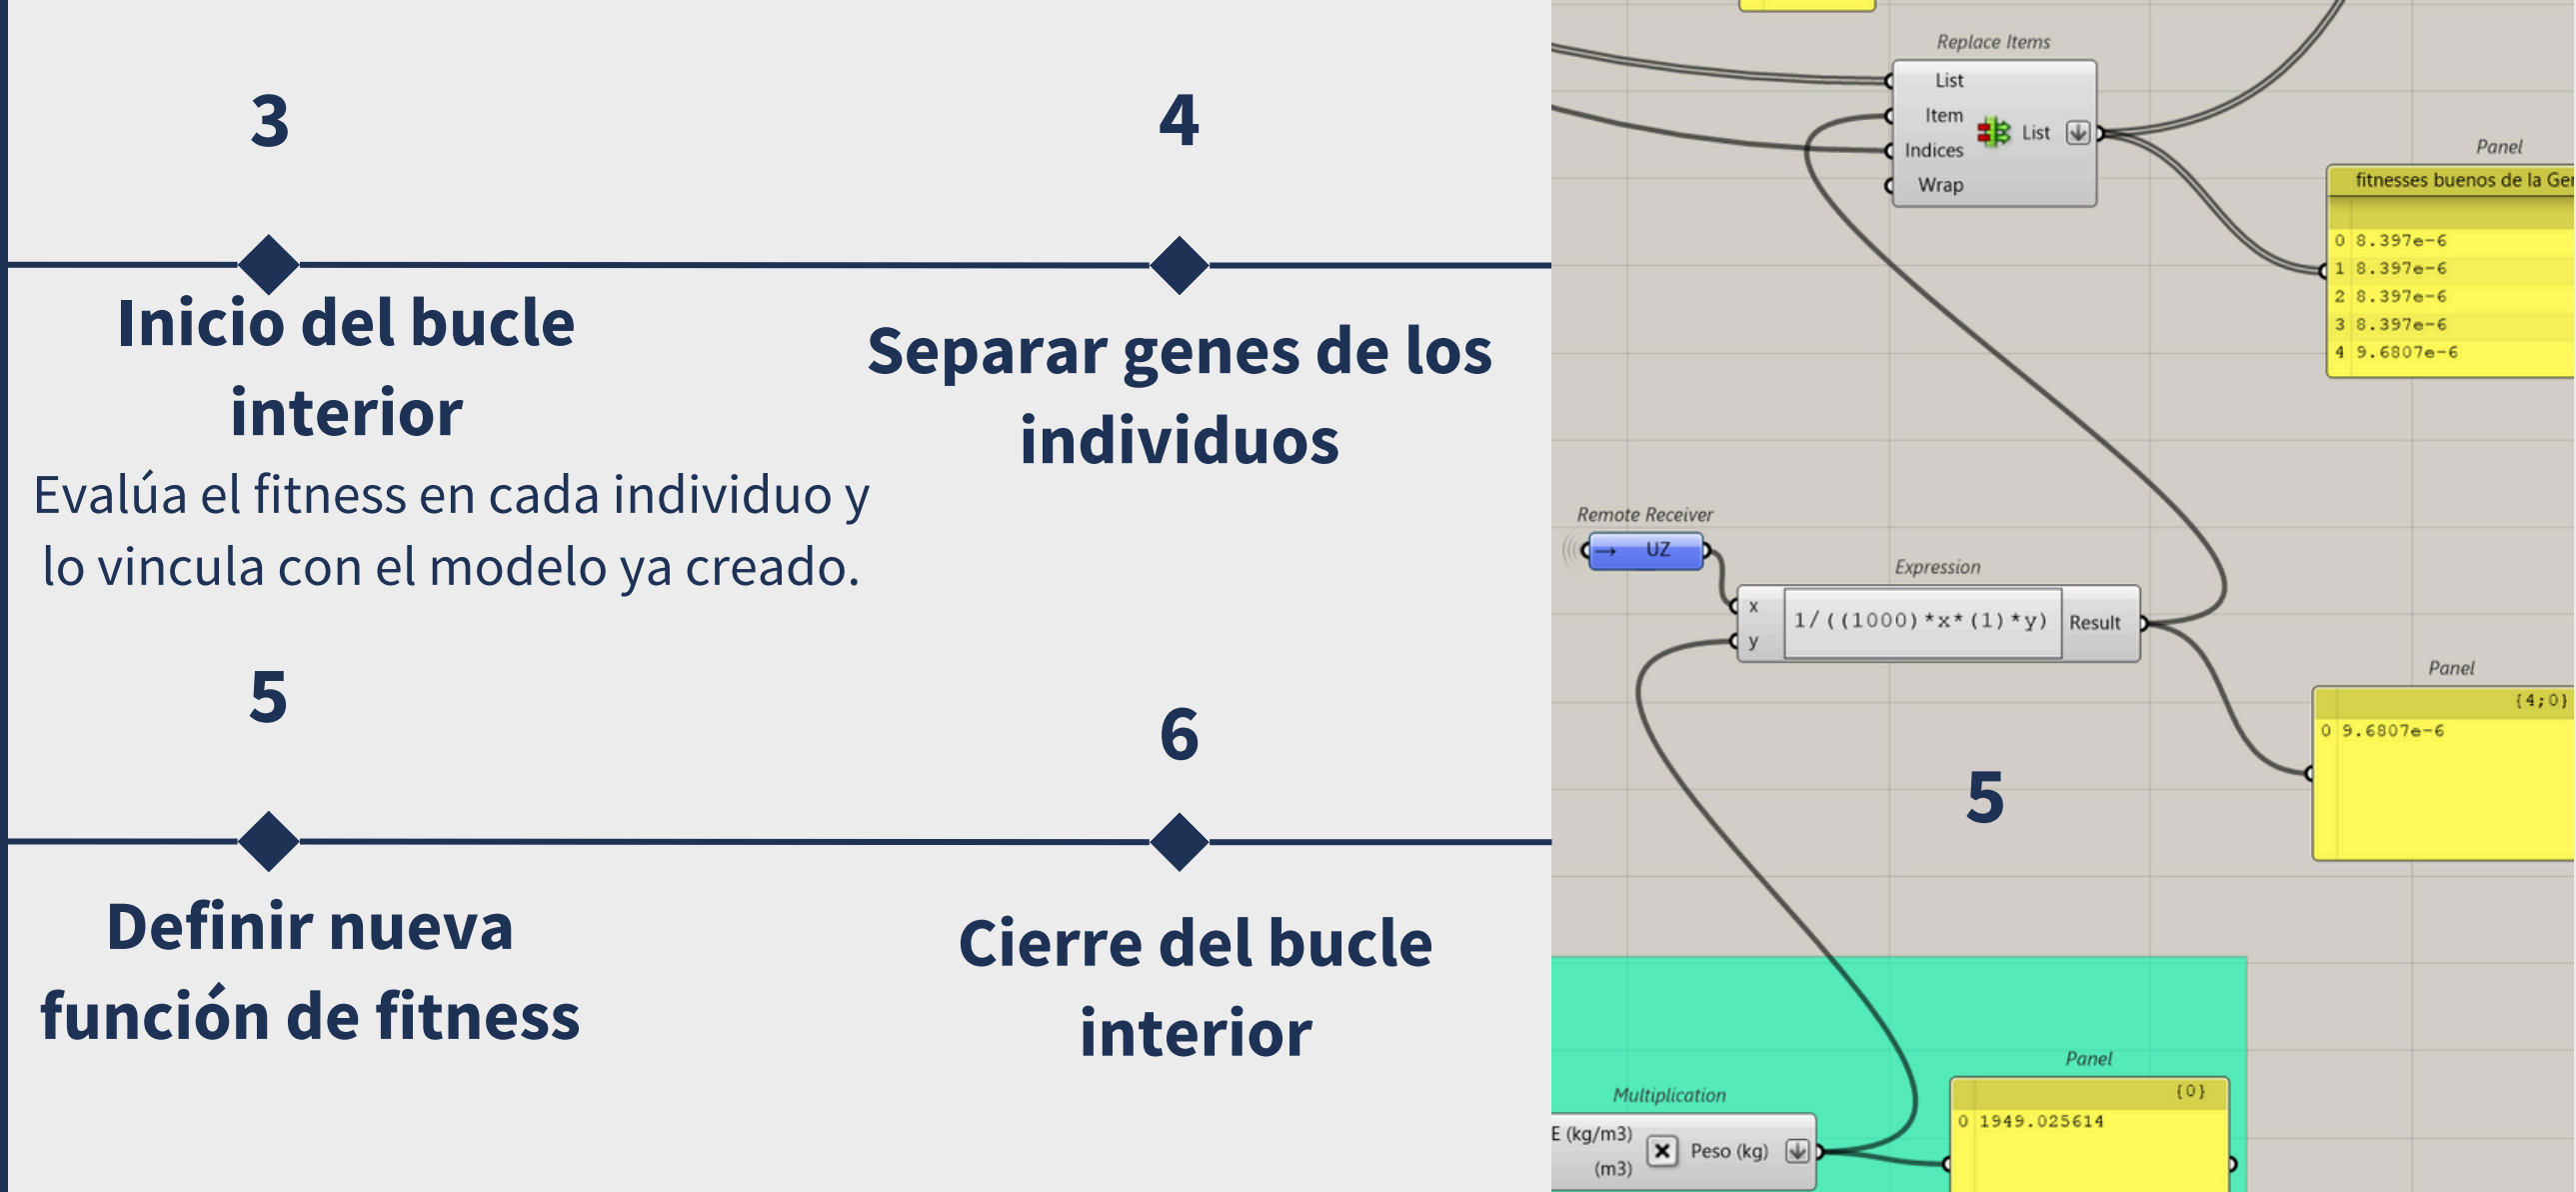 3
4
Inicio del bucle
interior
Evalúa el fitness en cada individuo y
lo vincula con el modelo ya creado.
Separar genes de los
individuos
5
6
Definir nueva
función de fitness
Cierre del bucle
interior
Replace Items
List
Item
Indices
Wrap
List
Panel
fitnesses buenos de la
0 8.397e-6
1 8.397e-6
2 8.397e-6
3 8.397e-6
4 9.6807e-6
Remote Receiver
→ UZ
Expression
x
y
1/((1000)*x*(1)*y)
Result
Panel
{4;0}
0 9.6807e-6
5
Multiplication
E (kg/m3)
(m3)
Peso (kg)
Panel
{0}
0 1949.025614